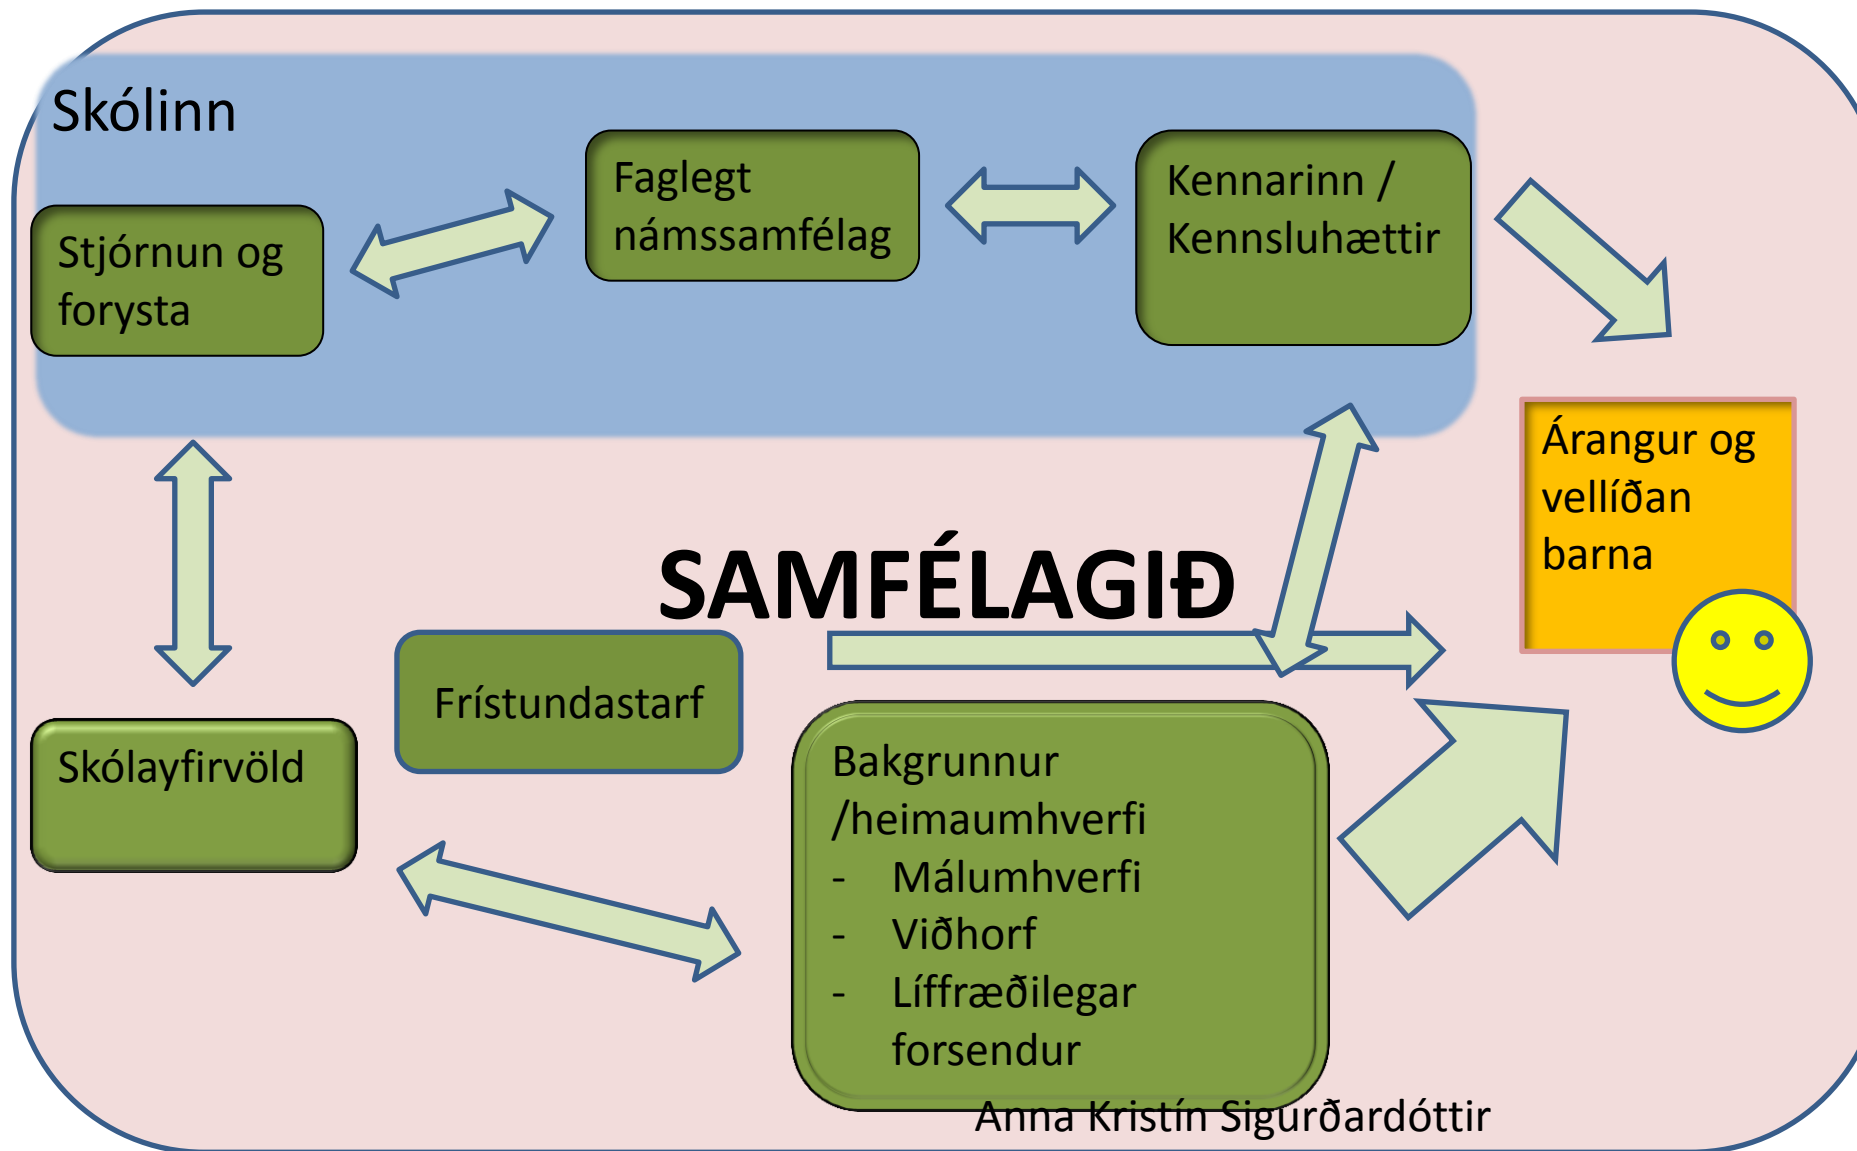 Skólinn
Stjórnun og
forysta
Faglegt
námssamfélag
Kennarinn /
Kennsluhættir
Árangur og
vellíðan
barna
SAMFÉLAGIÐ
Frístundastarf
Skólayfirvöld
Bakgrunnur
/heimaumhverfi
- Málumhverfi
- Viðhorf
- Líffræðilegar
forsendur
Anna Kristín Sigurðardóttir